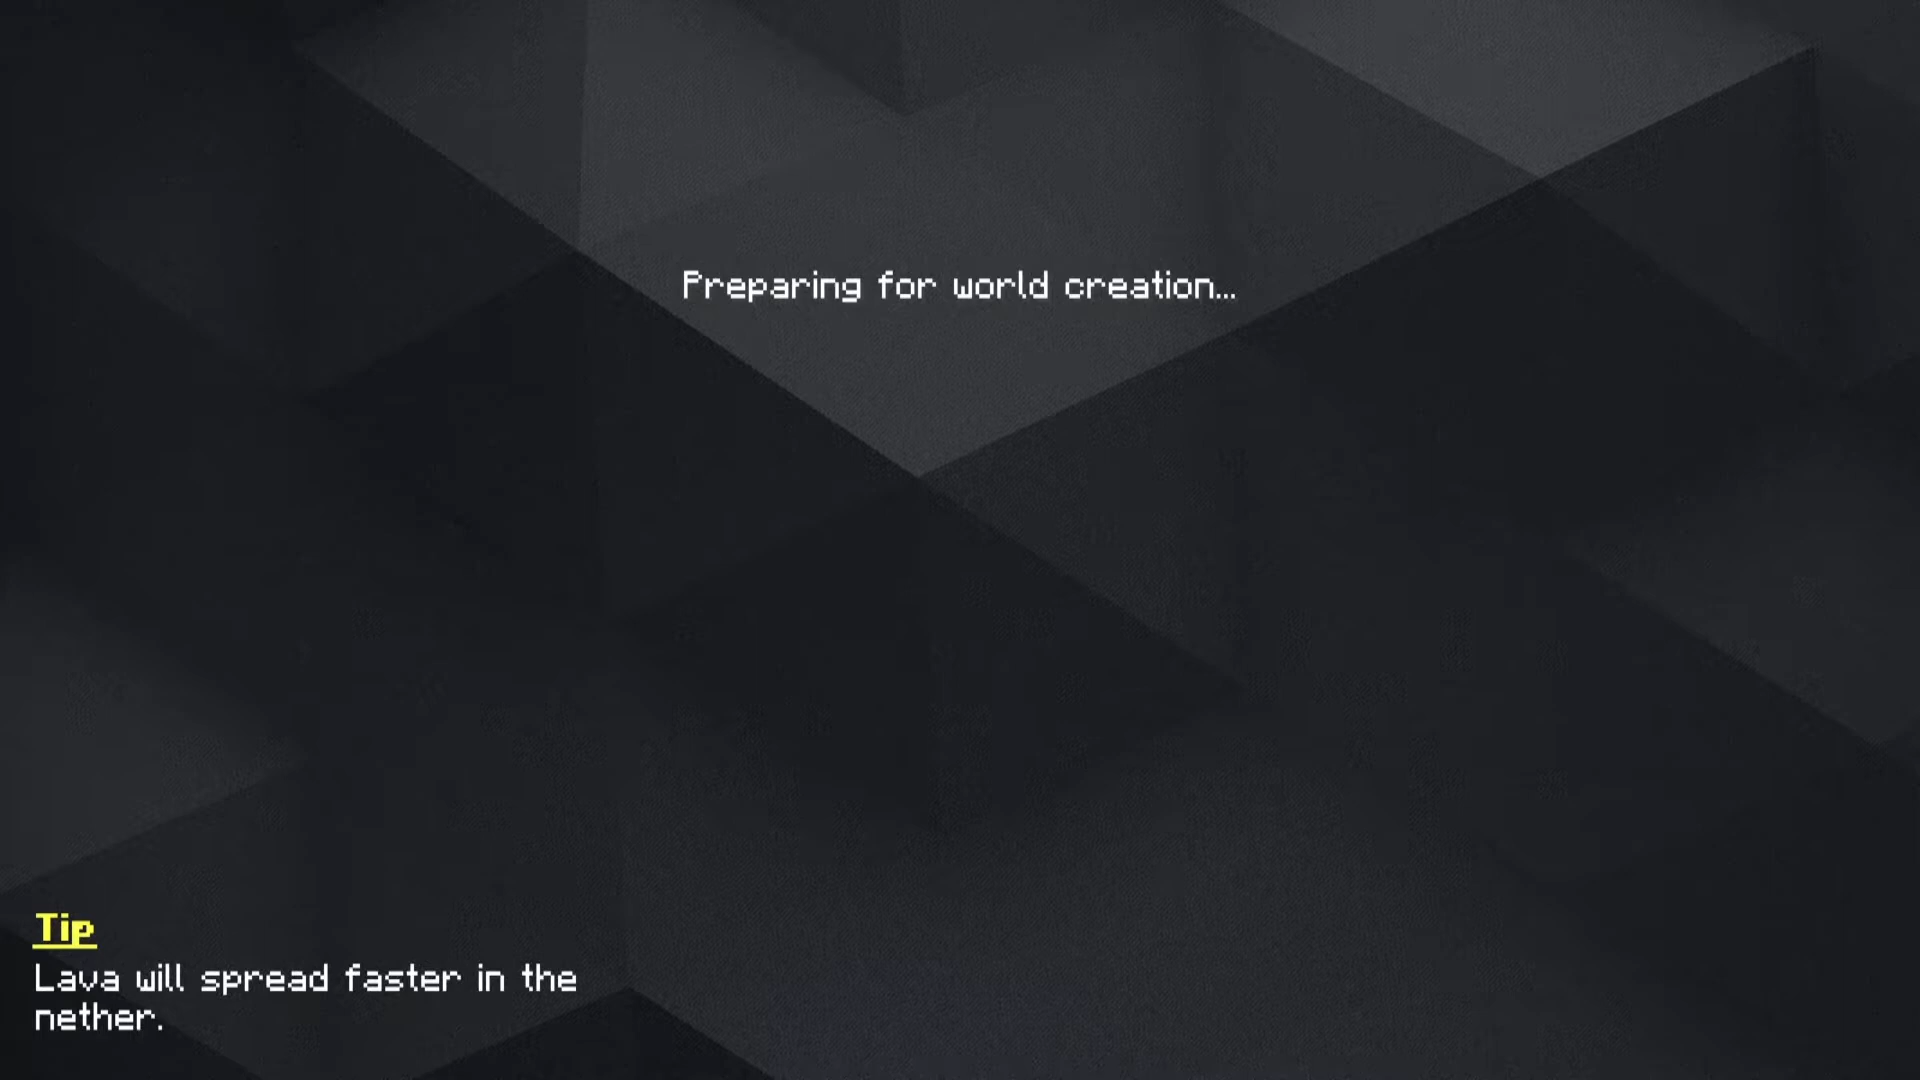 Preparing for world creation...
Tip
Lava will spread faster in the
nether.